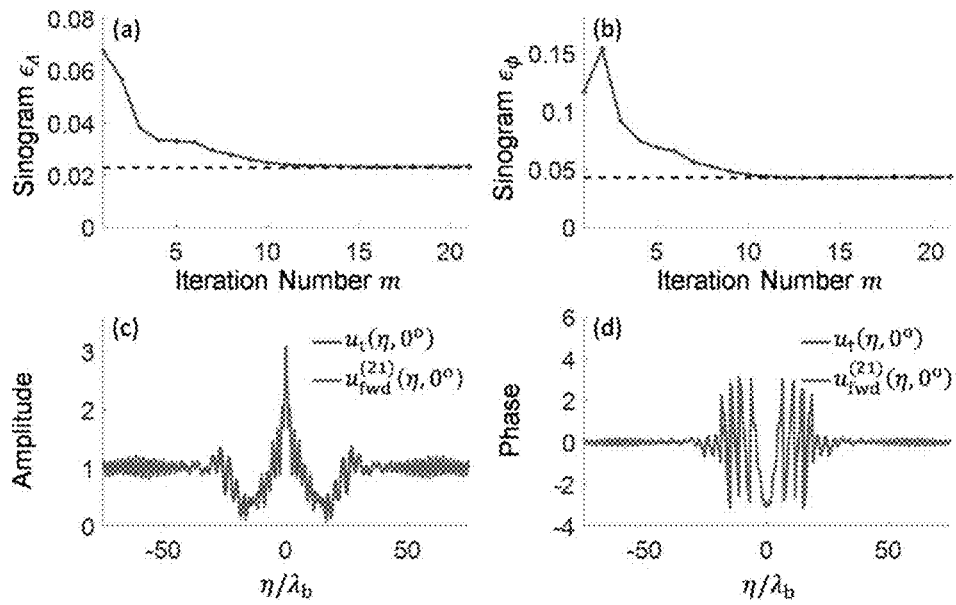 (a)
Sinogram ϵ_Λ
0.08
0.06
0.04
0.02
0
5
10
15
20
Iteration Number m
(b)
Sinogram ϵ_ϕ
0.15
0.1
0.05
0
5
10
15
20
Iteration Number m
(c)
Amplitude
3
2
1
0
-50
0
50
η/λ_b
u_t(η, 0°)
u_fwd^(21)(η, 0°)
(d)
Phase
6
4
2
0
-2
-4
-50
0
50
η/λ_b
u_t(η, 0°)
u_fwd^(21)(η, 0°)